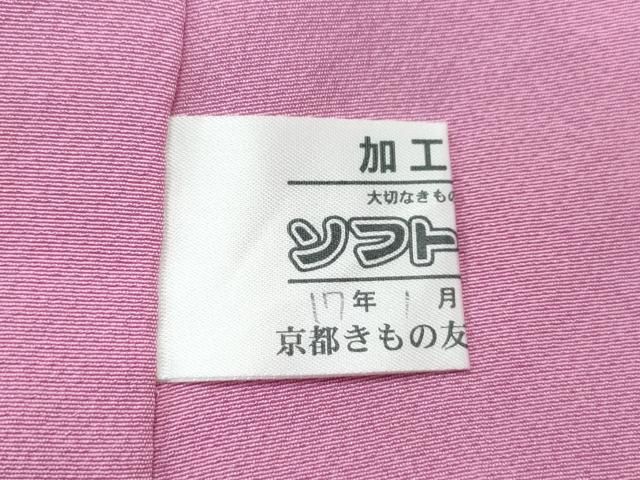 加工
大切なきもの
ソフト
17年1月
京都きもの友